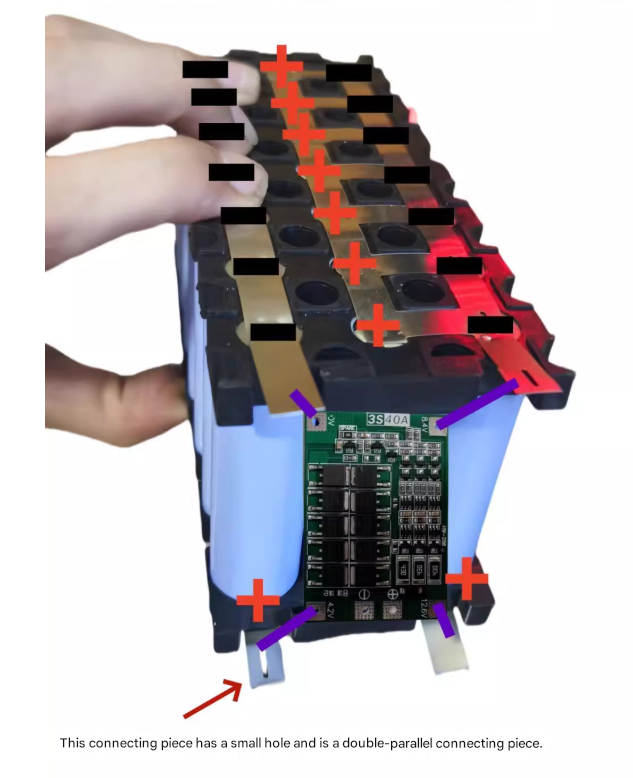 3S40A
0V
8.4V
4.2V
12.6V
This connecting piece has a small hole and is a double-parallel connecting piece.